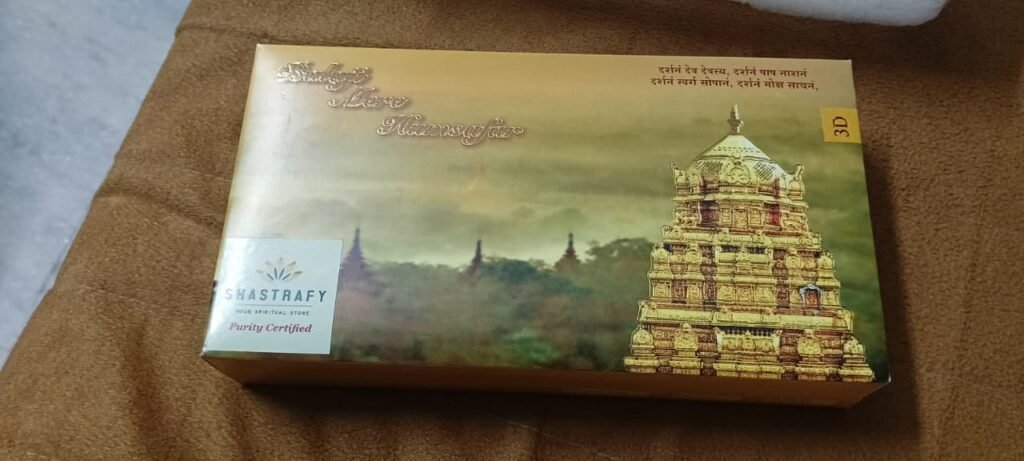 Balaji
Mere
Humsafar
दर्शनं देव देवस्य, दर्शनं पाप नाशनं
दर्शनं स्वर्ग सोपानं, दर्शनं मोक्ष साधनं,
3D
SHASTRAFY
YOUR SPIRITUAL STORE
Purity Certified